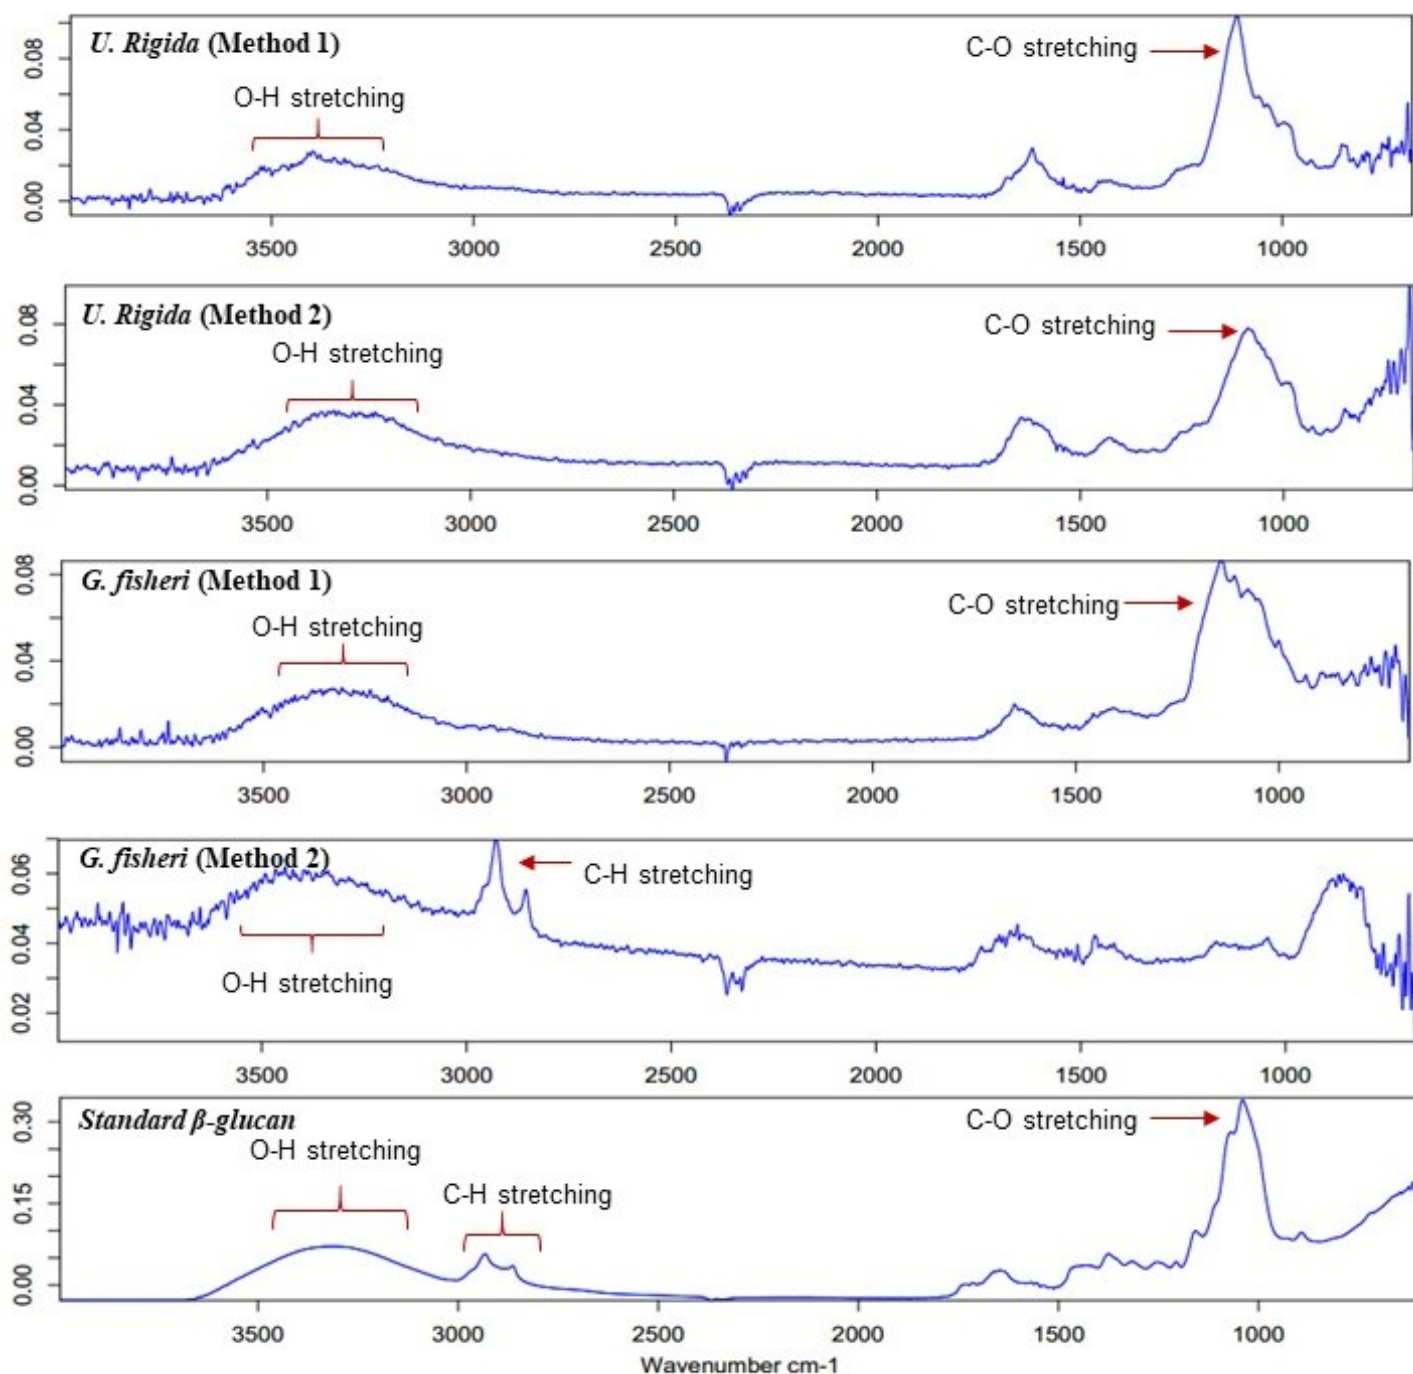 U. Rigida (Method 1)
C-O stretching
O-H stretching
0.08
0.04
0.00
3500 3000 2500 2000 1500 1000
U. Rigida (Method 2)
C-O stretching
O-H stretching
0.08
0.04
0.00
3500 3000 2500 2000 1500 1000
G. fisheri (Method 1)
C-O stretching
O-H stretching
0.08
0.04
0.00
3500 3000 2500 2000 1500 1000
G. fisheri (Method 2)
C-H stretching
O-H stretching
0.06
0.04
0.02
3500 3000 2500 2000 1500 1000
Standard β-glucan
C-O stretching
O-H stretching
C-H stretching
0.30
0.15
0.00
3500 3000 2500 2000 1500 1000
Wavenumber cm-1